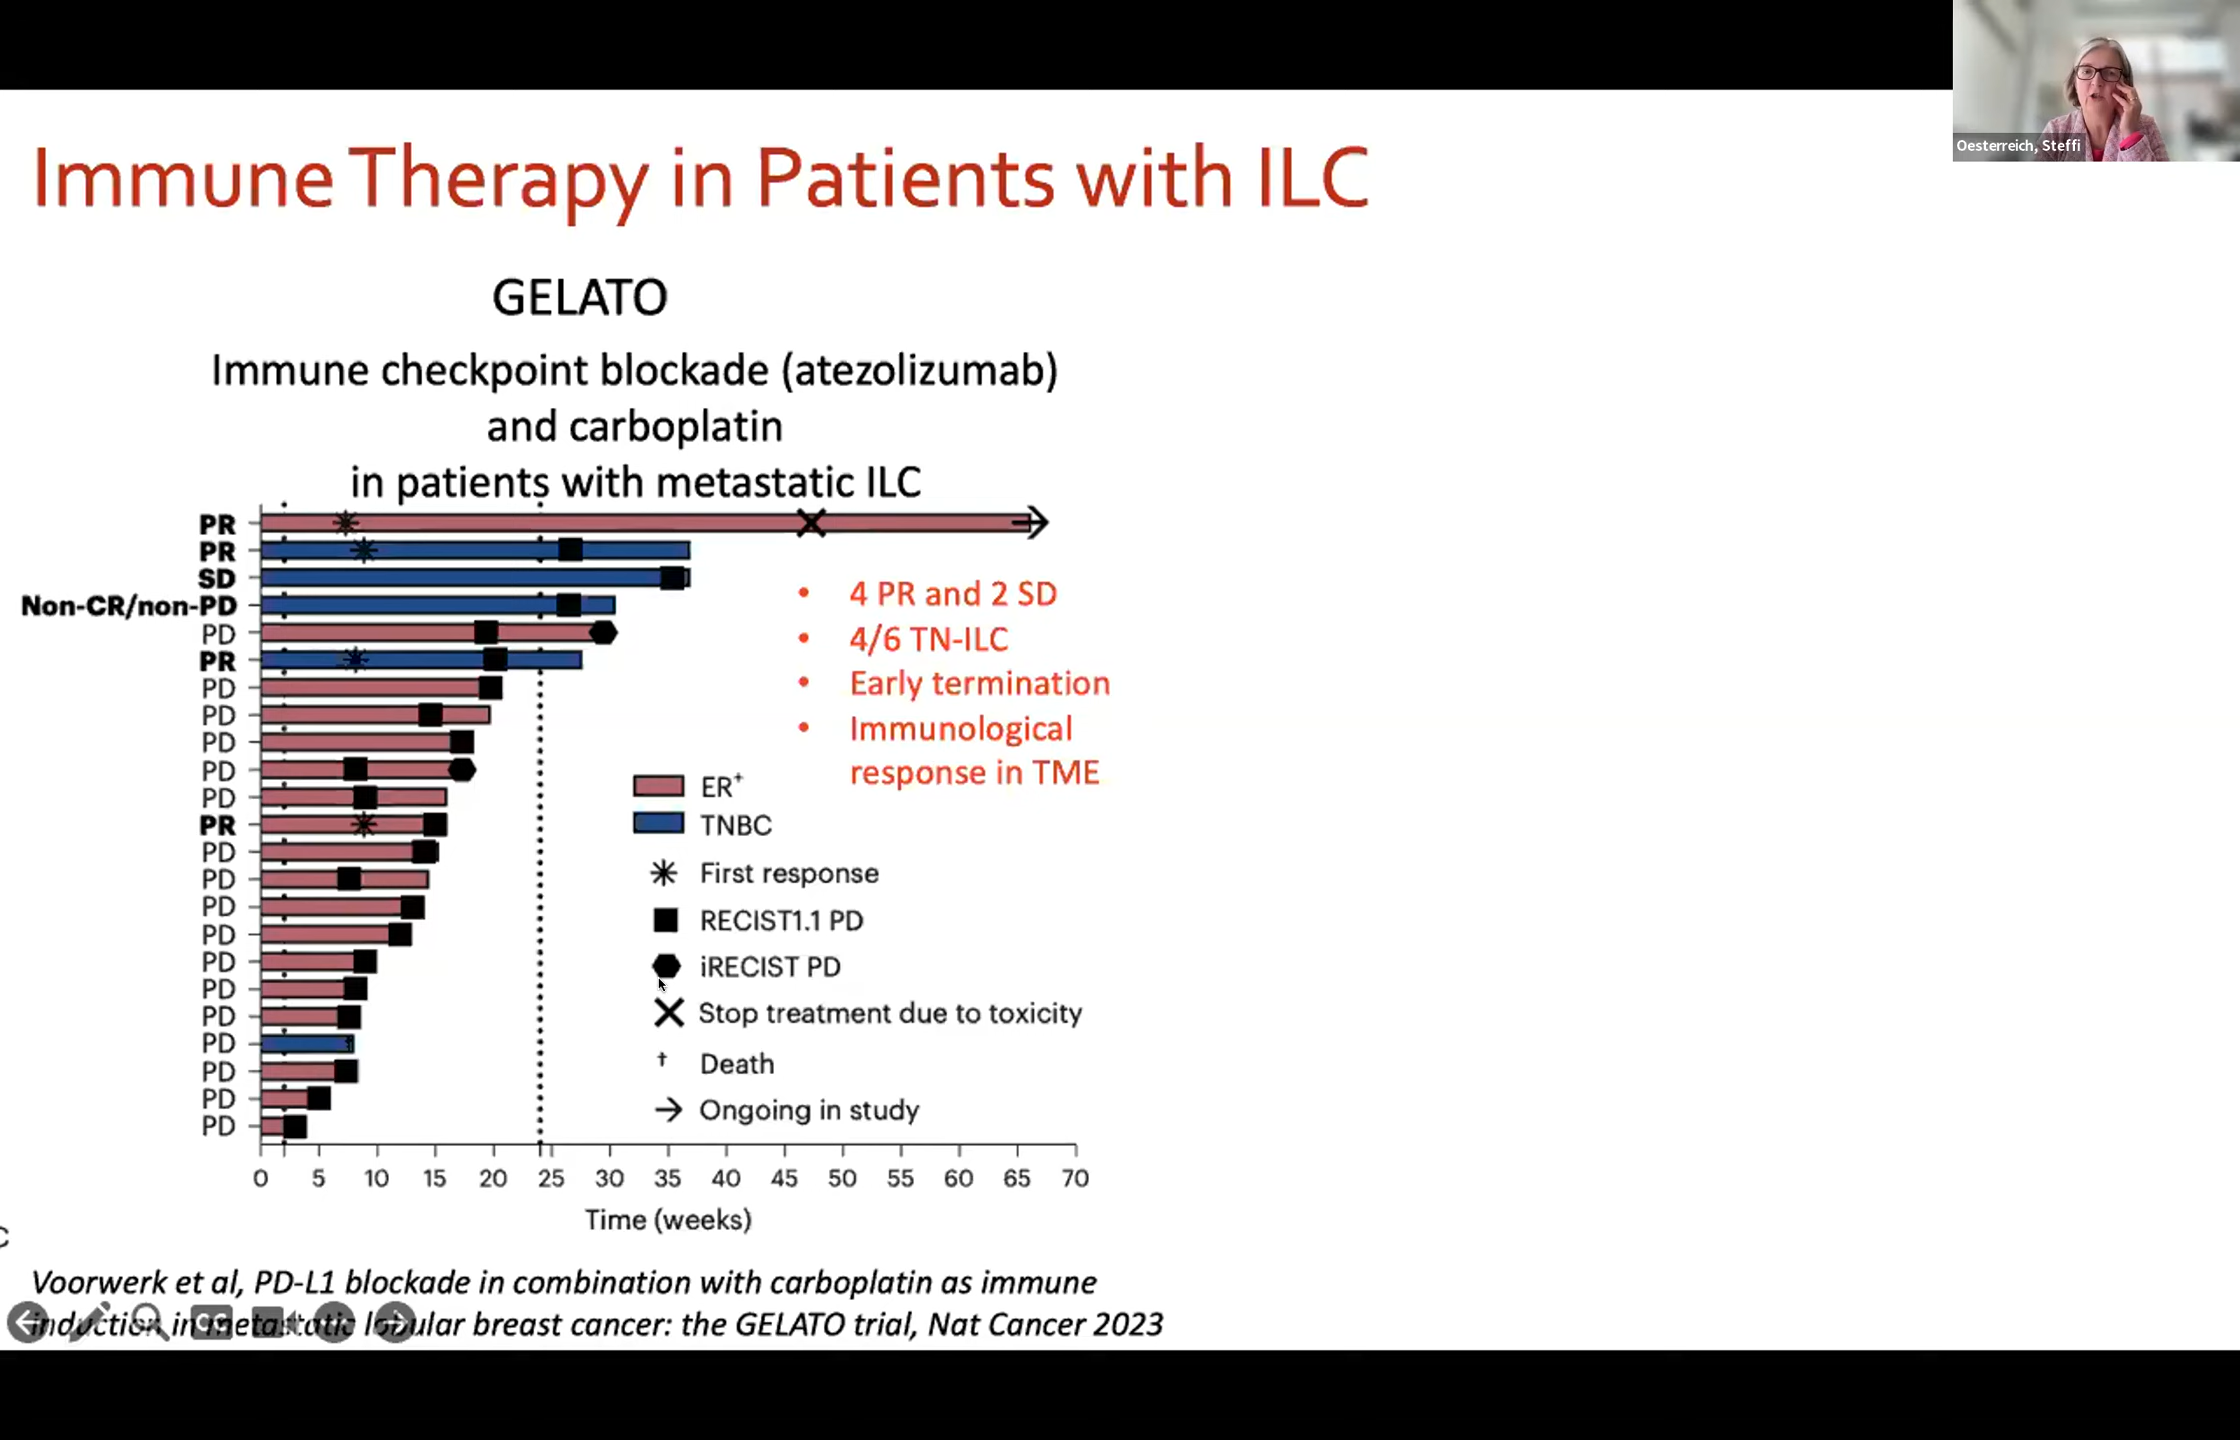 Oesterreich, Steffi
Immune Therapy in Patients with ILC
GELATO
Immune checkpoint blockade (atezolizumab)
and carboplatin
in patients with metastatic ILC
PR
PR
SD
Non-CR/non-PD
PD
PR
PD
PD
PD
PD
PD
PR
PD
PD
PD
PD
PD
PD
PD
PD
PD
PD
PD
• 4 PR and 2 SD
• 4/6 TN-ILC
• Early termination
• Immunological
response in TME
ER+
TNBC
First response
RECIST1.1 PD
iRECIST PD
Stop treatment due to toxicity
† Death
Ongoing in study
0 5 10 15 20 25 30 35 40 45 50 55 60 65 70
Time (weeks)
C
Voorwerk et al, PD-L1 blockade in combination with carboplatin as immune
induction in metastatic lobular breast cancer: the GELATO trial, Nat Cancer 2023
CC